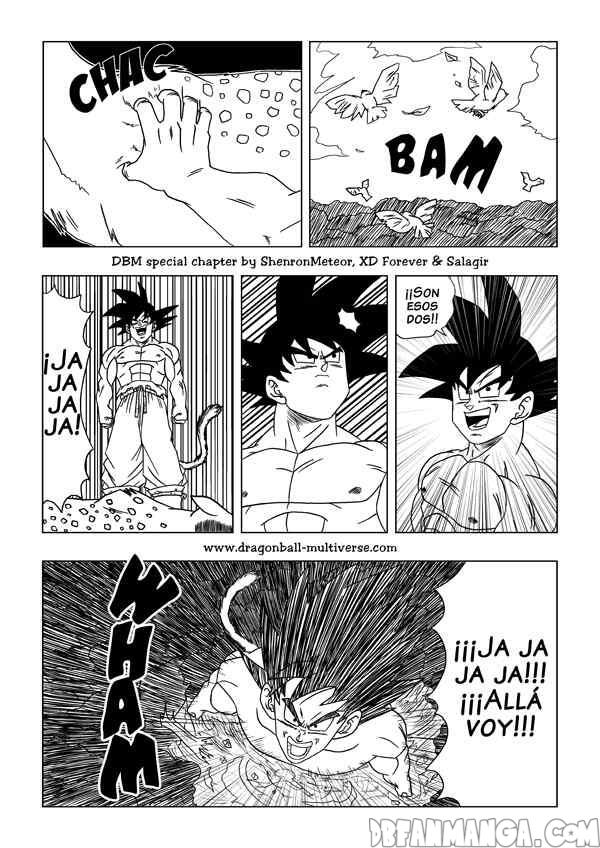 CHAC
BAM
DBM special chapter by ShenronMeteor, XD Forever & Salagir
¡JA
JA
JA
JA!
¡¡SON
ESOS
DOS!!
www.dragonball-multiverse.com
WHAM
¡¡¡JA JA
JA JA!!!
¡¡¡ALLÁ
VOY!!!
DBFANMANGA.COM